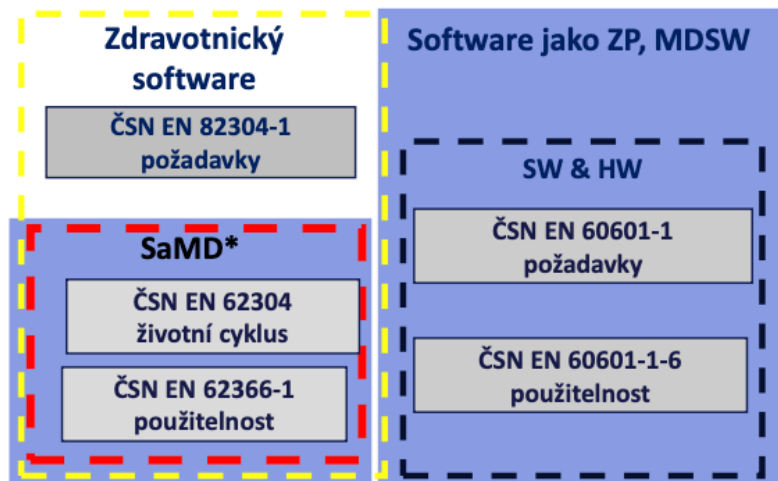 Zdravotnický
software
ČSN EN 82304-1
požadavky
SaMD*
ČSN EN 62304
životní cyklus
ČSN EN 62366-1
použitelnost
Software jako ZP, MDSW
SW & HW
ČSN EN 60601-1
požadavky
ČSN EN 60601-1-6
použitelnost